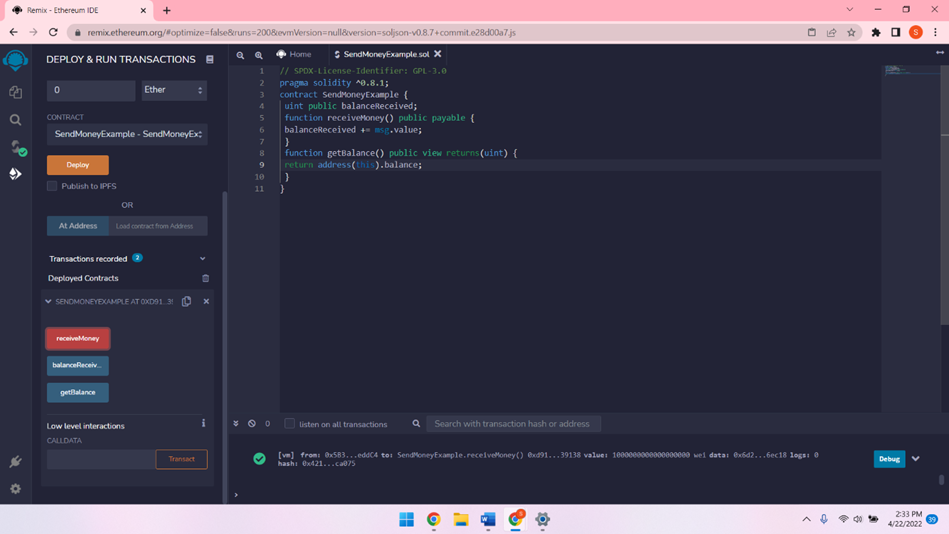 Remix - Ethereum IDE
remix.ethereum.org/#optimize=false&runs=200&evmVersion=null&version=soljson-v0.8.7+commit.e28d00a7.js
S
DEPLOY & RUN TRANSACTIONS
0 Ether
CONTRACT
SendMoneyExample - SendMoneyEx
Deploy
Publish to IPFS
OR
At Address Load contract from Address
Transactions recorded 2
Deployed Contracts
SENDMONEYEXAMPLE AT 0XD91...39
receiveMoney
balanceReceiv...
getBalance
Low level interactions
CALLDATA
Transact
Home SendMoneyExample.sol
1 // SPDX-License-Identifier: GPL-3.0
2 pragma solidity ^0.8.1;
3 contract SendMoneyExample {
4 uint public balanceReceived;
5 function receiveMoney() public payable {
6 balanceReceived += msg.value;
7 }
8 function getBalance() public view returns(uint) {
9 return address(this).balance;
10 }
11 }
0 listen on all transactions Search with transaction hash or address
[vm] from: 0x583...eddC4 to: SendMoneyExample.receiveMoney() 0xd91...39138 value: 1000000000000000000 wei data: 0x6d2...6ec18 logs: 0
hash: 0x421...ca075
Debug
>
2:33 PM
4/22/2022
39